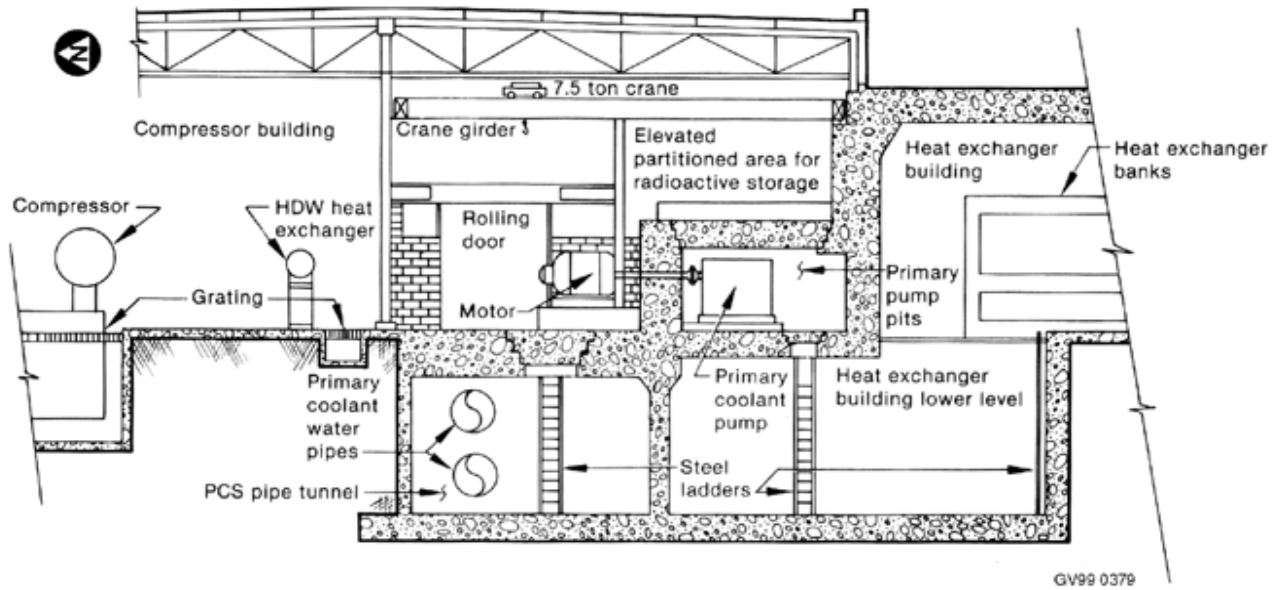 N
7.5 ton crane
Compressor building
Crane girder
Elevated
partitioned area for
radioactive storage
Heat exchanger
building
Heat exchanger
banks
Compressor
HDW heat
exchanger
Rolling
door
Grating
Motor
Primary
pump
pits
Primary
coolant
water
pipes
Primary
coolant
pump
Heat exchanger
building lower level
PCS pipe tunnel
Steel
ladders
GV99 0379